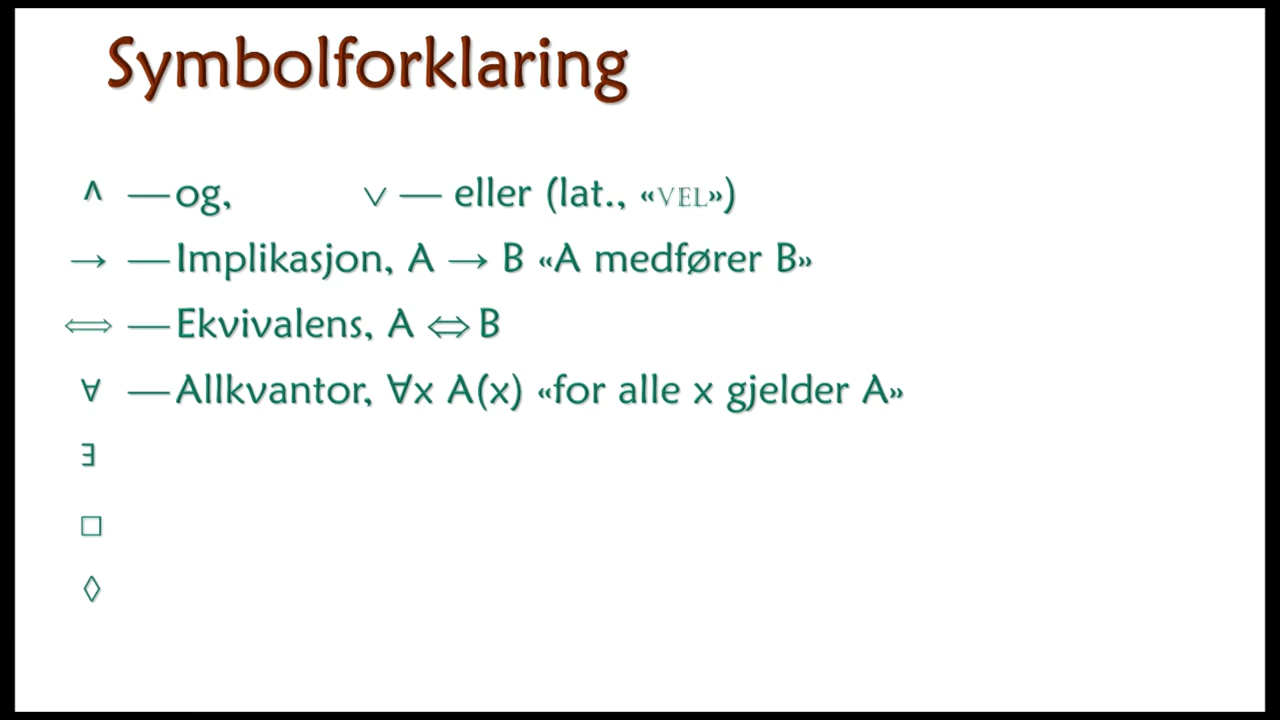 Symbolforklaring
∧ — og, ∨ — eller (lat., «VEL»)
→ — Implikasjon, A → B «A medfører B»
⟺ — Ekvivalens, A ⇔ B
∀ — Allkvantor, ∀x A(x) «for alle x gjelder A»
∃
□
◊